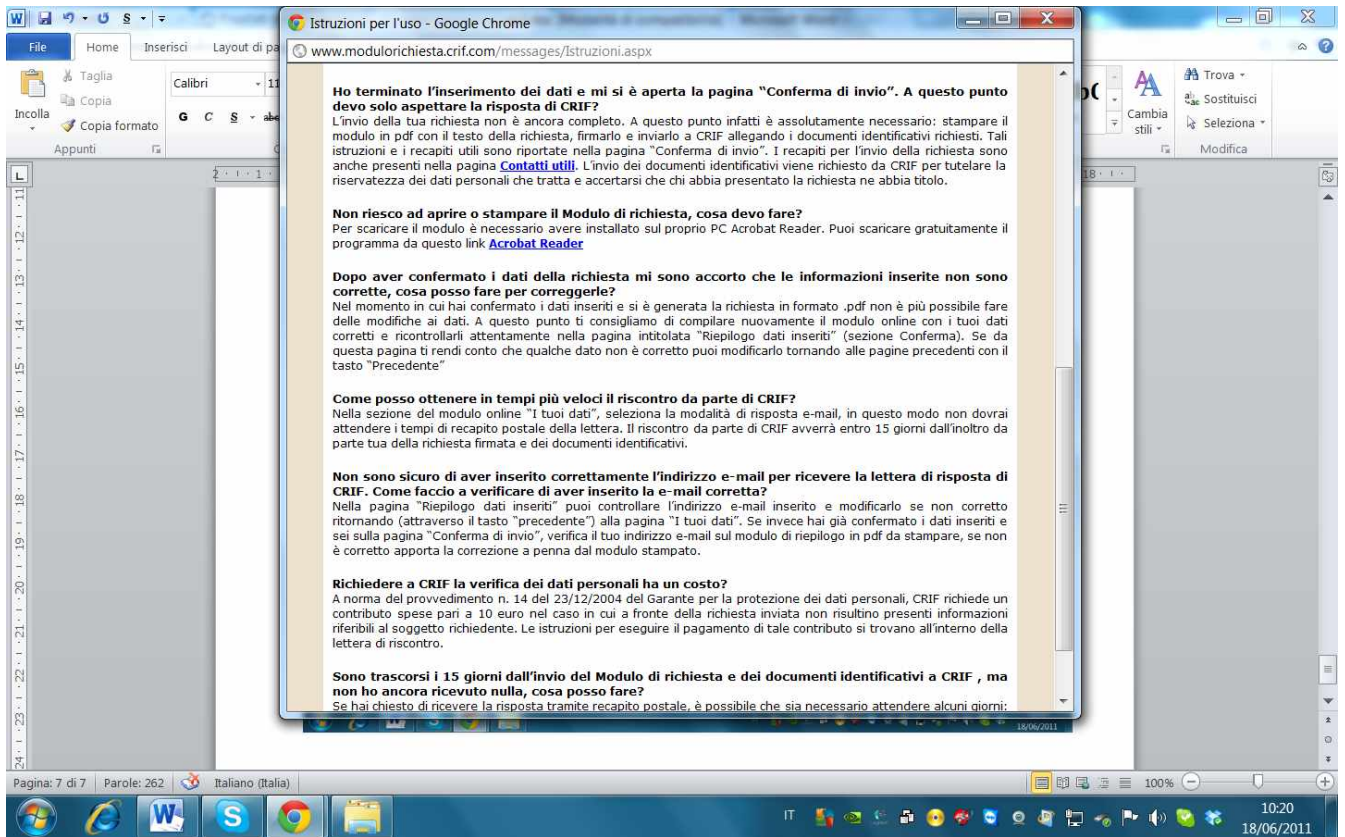 Istruzioni per l'uso - Google Chrome
www.modulorichiesta.crif.com/messages/Istruzioni.aspx
File Home Inserisci Layout di pa
Taglia
Copia
Copia formato
Incolla
Appunti
Calibri 11
G C S abe
Trova
Sostituisci
Seleziona
Cambia
stili
Modifica
Ho terminato l'inserimento dei dati e mi si è aperta la pagina “Conferma di invio”. A questo punto
devo solo aspettare la risposta di CRIF?
L'invio della tua richiesta non è ancora completo. A questo punto infatti è assolutamente necessario: stampare il
modulo in pdf con il testo della richiesta, firmarlo e inviarlo a CRIF allegando i documenti identificativi richiesti. Tali
istruzioni e i recapiti utili sono riportate nella pagina “Conferma di invio”. I recapiti per l'invio della richiesta sono
anche presenti nella pagina Contatti utili. L'invio dei documenti identificativi viene richiesto da CRIF per tutelare la
riservatezza dei dati personali che tratta e accertarsi che chi abbia presentato la richiesta ne abbia titolo.
Non riesco ad aprire o stampare il Modulo di richiesta, cosa devo fare?
Per scaricare il modulo è necessario avere installato sul proprio PC Acrobat Reader. Puoi scaricare gratuitamente il
programma da questo link Acrobat Reader
Dopo aver confermato i dati della richiesta mi sono accorto che le informazioni inserite non sono
corrette, cosa posso fare per correggerle?
Nel momento in cui hai confermato i dati inseriti e si è generata la richiesta in formato .pdf non è più possibile fare
delle modifiche ai dati. A questo punto ti consigliamo di compilare nuovamente il modulo online con i tuoi dati
corretti e ricontrollarli attentamente nella pagina intitolata “Riepilogo dati inseriti” (sezione Conferma). Se da
questa pagina ti rendi conto che qualche dato non è corretto puoi modificarlo tornando alle pagine precedenti con il
tasto “Precedente”
Come posso ottenere in tempi più veloci il riscontro da parte di CRIF?
Nella sezione del modulo online “I tuoi dati”, seleziona la modalità di risposta e-mail, in questo modo non dovrai
attendere i tempi di recapito postale della lettera. Il riscontro da parte di CRIF avverrà entro 15 giorni dall'inoltro da
parte tua della richiesta firmata e dei documenti identificativi.
Non sono sicuro di aver inserito correttamente l'indirizzo e-mail per ricevere la lettera di risposta di
CRIF. Come faccio a verificare di aver inserito la e-mail corretta?
Nella pagina “Riepilogo dati inseriti” puoi controllare l'indirizzo e-mail inserito e modificarlo se non corretto
ritornando (attraverso il tasto “precedente”) alla pagina “I tuoi dati”. Se invece hai già confermato i dati inseriti e
sei sulla pagina “Conferma di invio”, verifica il tuo indirizzo e-mail sul modulo di riepilogo in pdf da stampare, se non
è corretto apporta la correzione a penna dal modulo stampato.
Richiedere a CRIF la verifica dei dati personali ha un costo?
A norma del provvedimento n. 14 del 23/12/2004 del Garante per la protezione dei dati personali, CRIF richiede un
contributo spese pari a 10 euro nel caso in cui a fronte della richiesta inviata non risultino presenti informazioni
riferibili al soggetto richiedente. Le istruzioni per eseguire il pagamento di tale contributo si trovano all'interno della
lettera di riscontro.
Sono trascorsi i 15 giorni dall'invio del Modulo di richiesta e dei documenti identificativi a CRIF , ma
non ho ancora ricevuto nulla, cosa posso fare?
Se hai chiesto di ricevere la risposta tramite recapito postale, è possibile che sia necessario attendere alcuni giorni:
18/06/2011
Pagina: 7 di 7 Parole: 262 Italiano (Italia) 100%
IT 10:20
18/06/2011